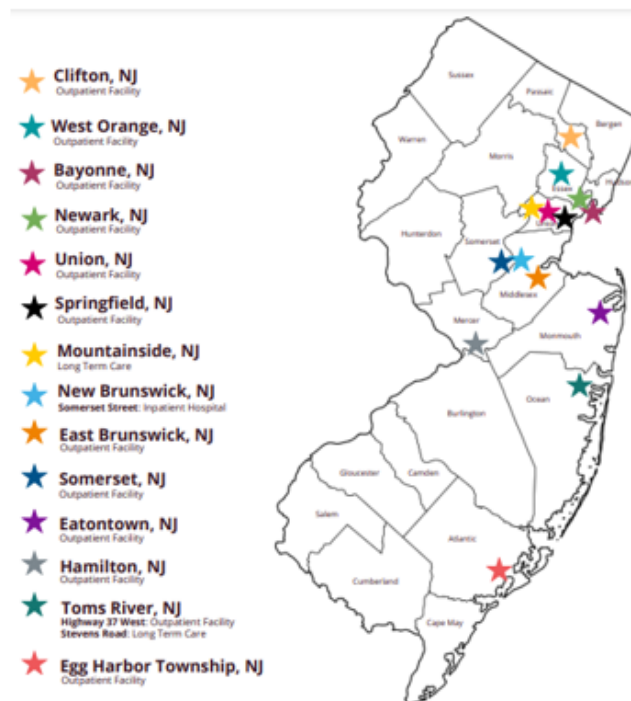 Clifton, NJ
Outpatient Facility
West Orange, NJ
Outpatient Facility
Bayonne, NJ
Outpatient Facility
Newark, NJ
Outpatient Facility
Union, NJ
Outpatient Facility
Springfield, NJ
Outpatient Facility
Mountainside, NJ
Long Term Care
New Brunswick, NJ
Somerset Street: Inpatient Hospital
East Brunswick, NJ
Outpatient Facility
Somerset, NJ
Outpatient Facility
Eatontown, NJ
Outpatient Facility
Hamilton, NJ
Outpatient Facility
Toms River, NJ
Highway 37 West: Outpatient Facility
Stevens Road: Long Term Care
Egg Harbor Township, NJ
Outpatient Facility
Sussex
Passaic
Bergen
Warren
Morris
Essex
Hudson
Hunterdon
Somerset
Middlesex
Mercer
Monmouth
Ocean
Burlington
Gloucester
Camden
Salem
Atlantic
Cumberland
Cape May